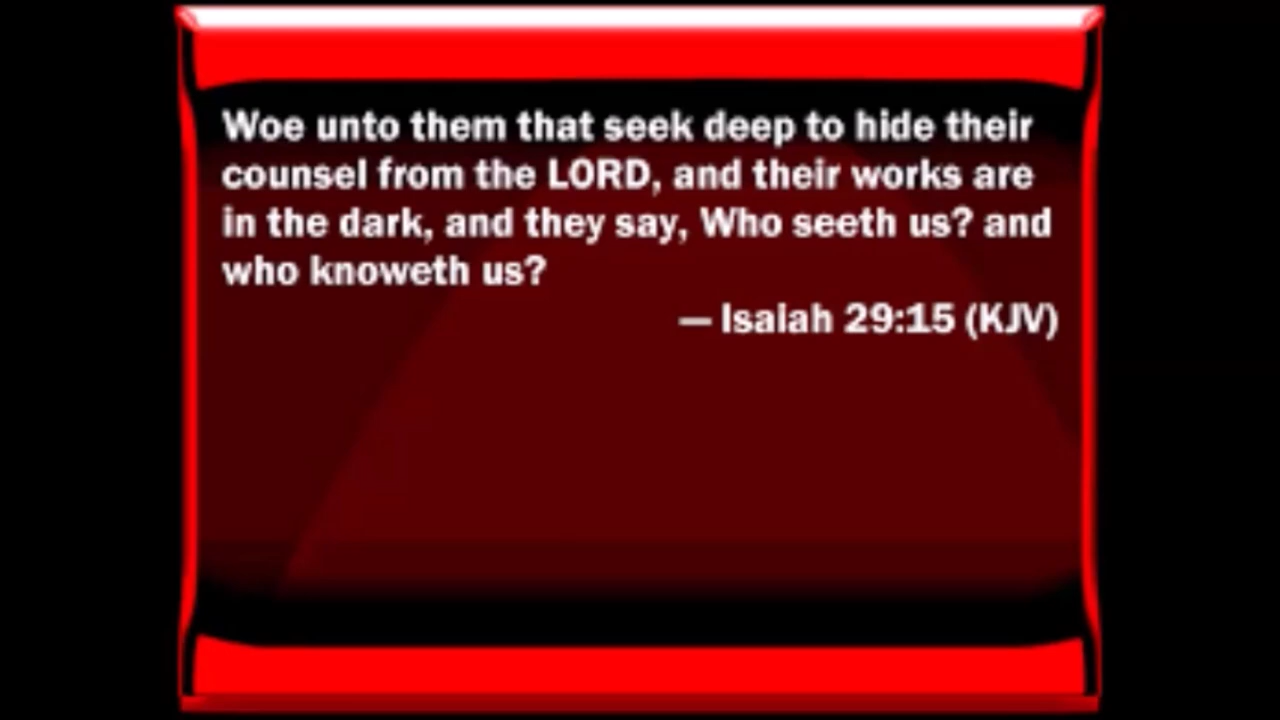 Woe unto them that seek deep to hide their
counsel from the LORD, and their works are
in the dark, and they say, Who seeth us? and
who knoweth us?
— Isaiah 29:15 (KJV)